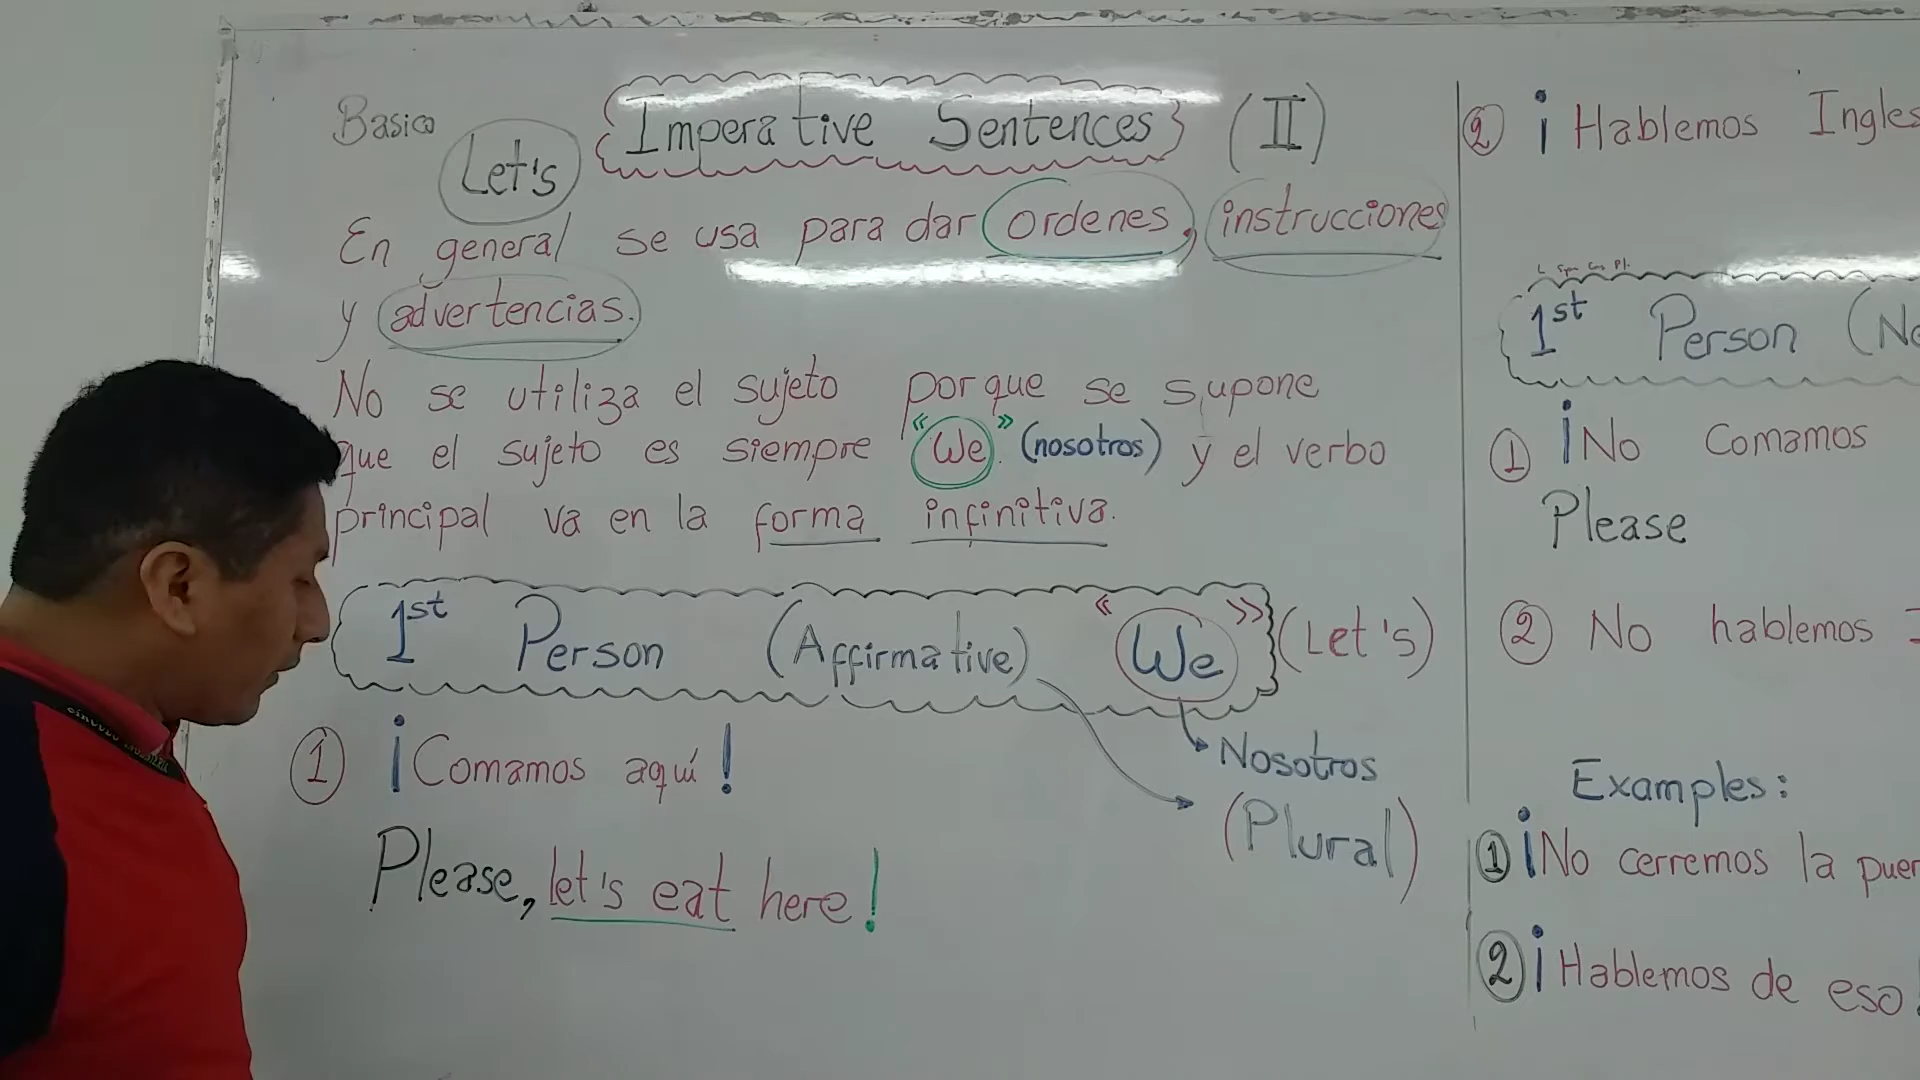 Basico
Let's
Imperative Sentences (II)
En general se usa para dar ordenes, instrucciones
y advertencias.
No se utiliza el sujeto porque se supone
que el sujeto es siempre "We". (nosotros) y el verbo
principal va en la forma infinitiva.
1st Person (Affirmative) "We" (Let's)
Nosotros
(Plural)
1 ¡Comamos aquí!
Please, let's eat here!
2 ¡Hablemos Ingles
1st Person (Ne
1 ¡No Comamos
Please
2 No hablemos
Examples:
1 ¡No cerremos la puer
2 ¡Hablemos de eso!